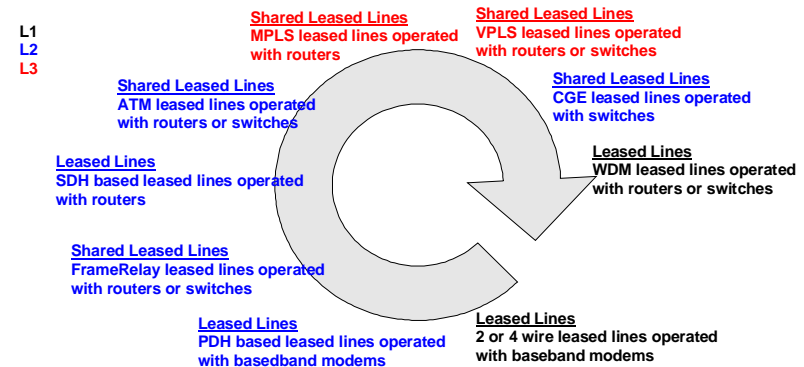 L1
L2
L3
Shared Leased Lines
MPLS leased lines operated
with routers
Shared Leased Lines
VPLS leased lines operated
with routers or switches
Shared Leased Lines
ATM leased lines operated
with routers or switches
Shared Leased Lines
CGE leased lines operated
with switches
Leased Lines
SDH based leased lines operated
with routers
Leased Lines
WDM leased lines operated
with routers or switches
Shared Leased Lines
FrameRelay leased lines operated
with routers or switches
Leased Lines
PDH based leased lines operated
with basedband modems
Leased Lines
2 or 4 wire leased lines operated
with baseband modems